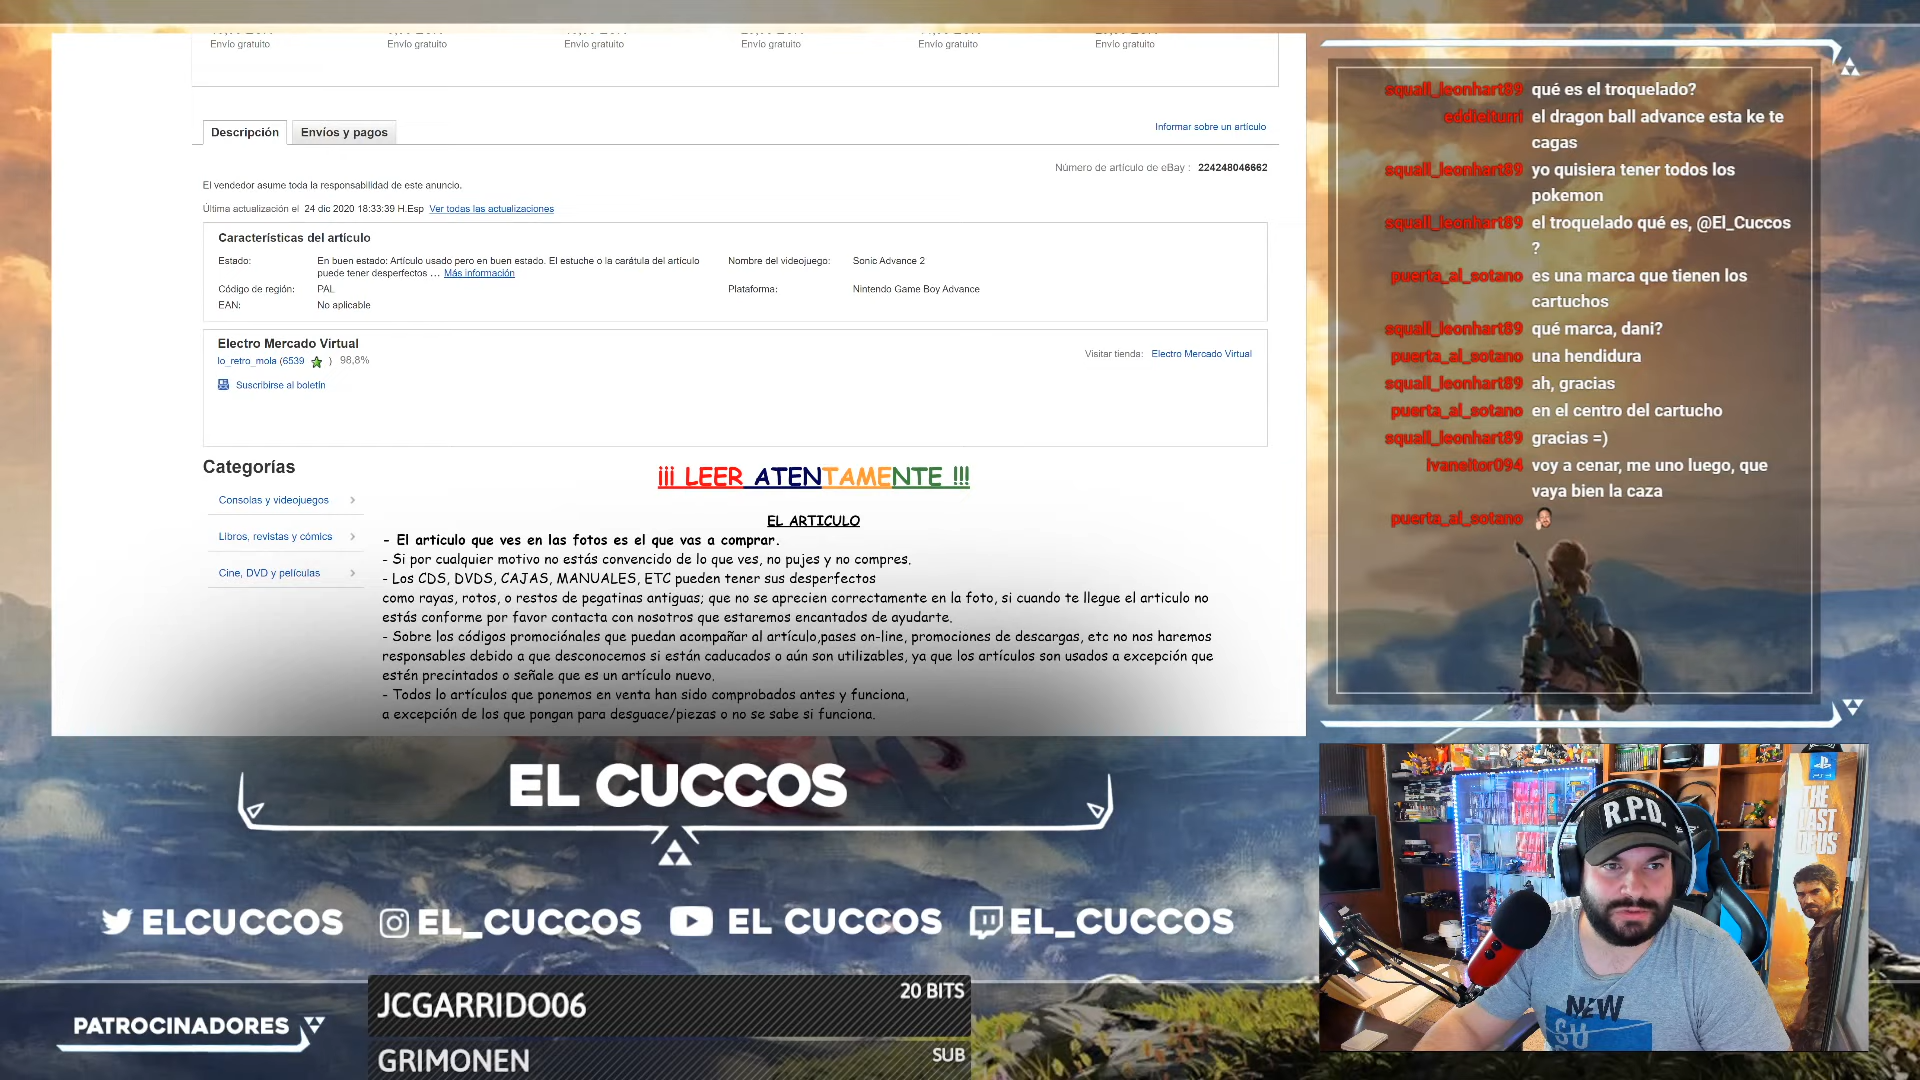 Envío gratuito Envío gratuito Envío gratuito Envío gratuito Envío gratuito Envío gratuito
Descripción Envíos y pagos
Informar sobre un artículo
Número de artículo de eBay : 224248046662
El vendedor asume toda la responsabilidad de este anuncio.
Última actualización el 24 dic 2020 18:33:39 H.Esp Ver todas las actualizaciones
Características del artículo
Estado: En buen estado: Artículo usado pero en buen estado. El estuche o la carátula del artículo
puede tener desperfectos … Más información
Nombre del videojuego: Sonic Advance 2
Código de región: PAL
Plataforma: Nintendo Game Boy Advance
EAN: No aplicable
Electro Mercado Virtual
lo_retro_mola (6539 ) 98,8%
Visitar tienda: Electro Mercado Virtual
Suscribirse al boletín
Categorías
Consolas y videojuegos
Libros, revistas y cómics
Cine, DVD y películas
¡¡¡ LEER ATENTAMENTE !!!
EL ARTICULO
- El articulo que ves en las fotos es el que vas a comprar.
- Si por cualquier motivo no estás convencido de lo que ves, no pujes y no compres.
- Los CDS, DVDS, CAJAS, MANUALES, ETC pueden tener sus desperfectos
como rayas, rotos, o restos de pegatinas antiguas; que no se aprecien correctamente en la foto, si cuando te llegue el articulo no
estás conforme por favor contacta con nosotros que estaremos encantados de ayudarte.
- Sobre los códigos promociónales que puedan acompañar al artículo,pases on-line, promociones de descargas, etc no nos haremos
responsables debido a que desconocemos si están caducados o aún son utilizables, ya que los artículos son usados a excepción que
estén precintados o señale que es un artículo nuevo.
- Todos lo artículos que ponemos en venta han sido comprobados antes y funciona,
a excepción de los que pongan para desguace/piezas o no se sabe si funciona.
squall_leonhart89 qué es el troquelado?
eddieiturri el dragon ball advance esta ke te
cagas
squall_leonhart89 yo quisiera tener todos los
pokemon
squall_leonhart89 el troquelado qué es, @El_Cuccos
?
puerta_al_sotano es una marca que tienen los
cartuchos
squall_leonhart89 qué marca, dani?
puerta_al_sotano una hendidura
squall_leonhart89 ah, gracias
puerta_al_sotano en el centro del cartucho
squall_leonhart89 gracias =)
Ivaneitor094 voy a cenar, me uno luego, que
vaya bien la caza
puerta_al_sotano
EL CUCCOS
ELCUCCOS EL_CUCCOS EL CUCCOS EL_CUCCOS
PATROCINADORES
JCGARRIDO06 20 BITS
GRIMONEN SUB
R.P.D.
THE
LAST
OF US
NEW